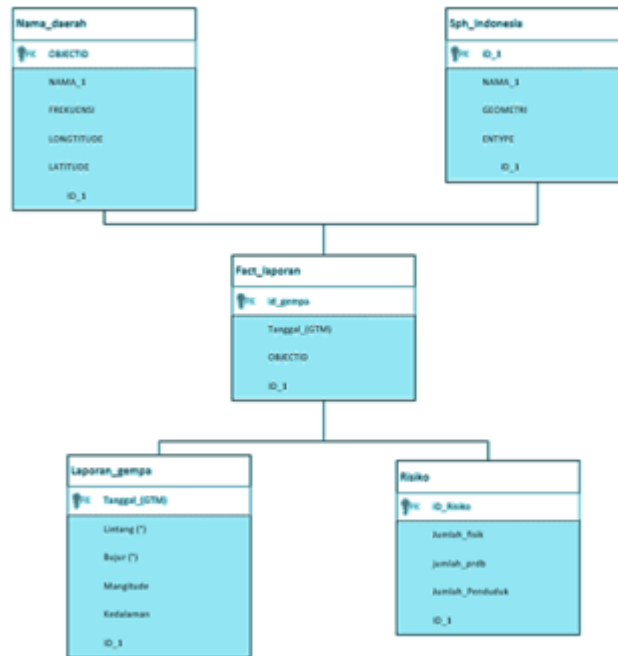 Nama_daerah
PK OBJECTID
NAMA_1
FREKUENSI
LONGTITUDE
LATITUDE
ID_1
Sph_Indonesia
PK ID_1
NAMA_1
GEOMETRI
ENTYPE
ID_1
Fact_laporan
PK Id_gempa
Tanggal_(GTM)
OBJECTID
ID_1
Laporan_gempa
PK Tanggal_(GTM)
Lintang (°)
Bujur (°)
Mangitude
Kedalaman
ID_1
Risiko
PK ID_Risiko
Jumlah_fisik
jumlah_prdb
Jumlah_Penduduk
ID_1